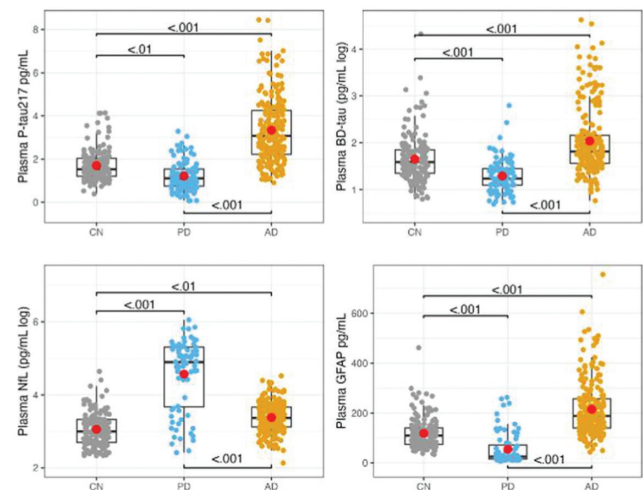 <.001
<.01
<.001
Plasma P-tau217 pg/mL
8
6
4
2
0
CN
PD
AD
<.001
<.001
<.001
Plasma BD-tau (pg/mL log)
4
3
2
1
CN
PD
AD
<.01
<.001
<.001
Plasma NfL (pg/mL log)
6
4
2
CN
PD
AD
<.001
<.001
<.001
Plasma GFAP pg/mL
600
400
200
0
CN
PD
AD